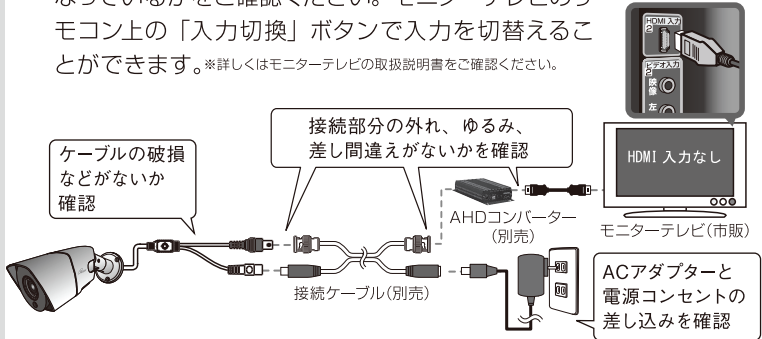 なっているかをご確認ください。モニターテレビのリ
モコン上の「入力切換」ボタンで入力を切替えるこ
とができます。※詳しくはモニターテレビの取扱説明書をご確認ください。
HDMI 入力
2
ビデオ入力
2
映像
左
接続部分の外れ、ゆるみ、
差し間違えがないかを確認
ケーブルの破損
などがないか
確認
HDMI 入力なし
AHDコンバーター
(別売)
モニターテレビ(市販)
接続ケーブル(別売)
ACアダプターと
電源コンセントの
差し込みを確認